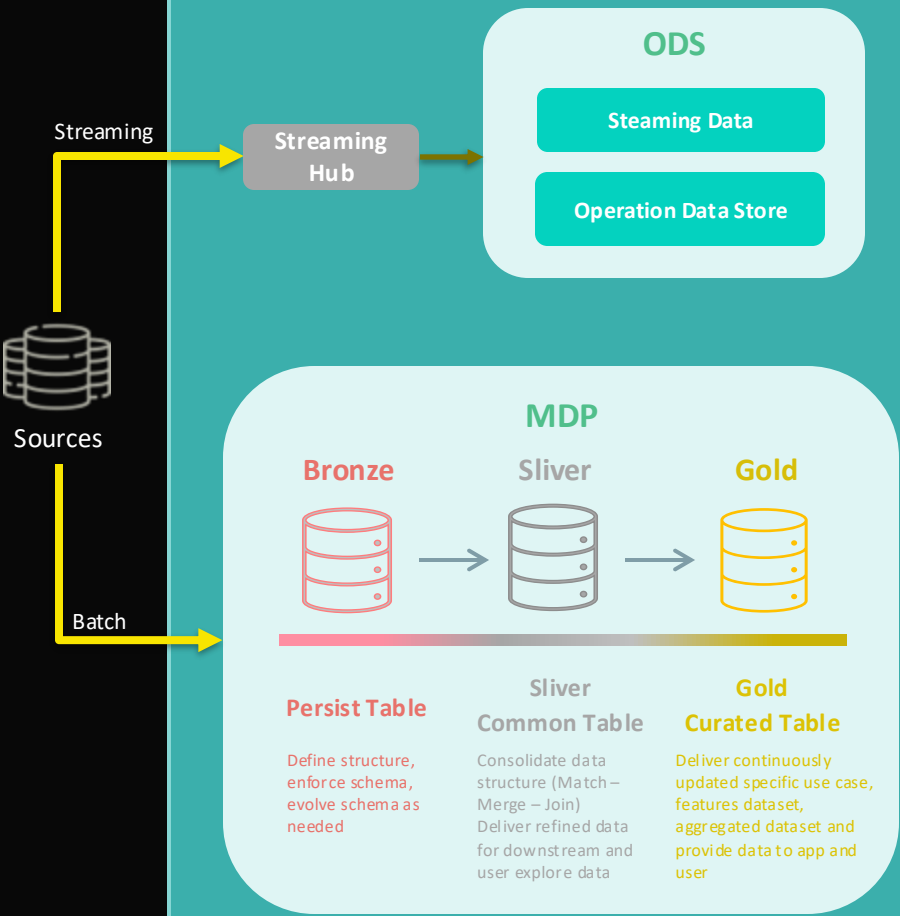 ODS
Steaming Data
Streaming
Streaming
Hub
Operation Data Store
Sources
MDP
Bronze
Sliver
Gold
Batch
Persist Table
Define structure,
enforce schema,
evolve schema as
needed
Sliver
Common Table
Consolidate data
structure (Match –
Merge – Join)
Deliver refined data
for downstream and
user explore data
Gold
Curated Table
Deliver continuously
updated specific use case,
features dataset,
aggregated dataset and
provide data to app and
user